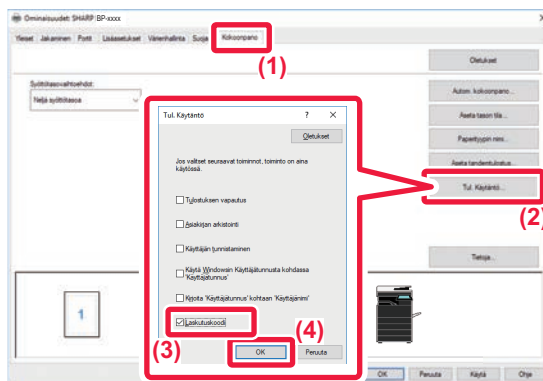 Ominaisuudet: SHARP BP-xxxx
Yleiset Jakaminen Portit Lisäasetukset Värienhallinta Suoja Kokoonpano
(1)
Oletukset
Syöttötasovaihtoehdot:
Neljä syöttötasoa
Autom. kokoonpano...
Aseta tason tila...
Paperityypin nimi...
Aseta tandemtulostus...
Tul. Käytäntö...
(2)
Tietoja...
Tul. Käytäntö ? ×
Oletukset
Jos valitset seuraavat toiminnot, toiminto on aina
käytössä.
Tulostuksen vapautus
Asiakirjan arkistointi
Käyttäjän tunnistaminen
Käytä Windowsin Käyttäjätunnusta kohdassa
'Käyttäjätunnus'
Kirjoita 'Käyttäjätunnus' kohtaan 'Käyttäjänimi'
Laskutuskoodi
(3)
(4)
OK Peruuta
1
OK Peruuta Käytä Ohje